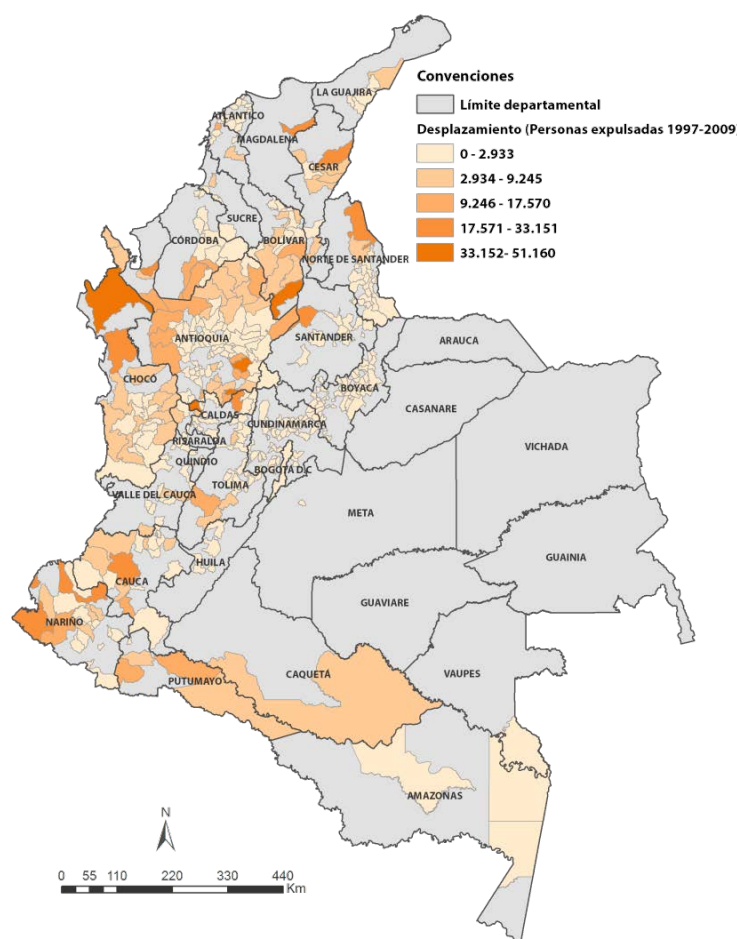 Convenciones
LA GUAJIRA
Límite departamental
ATLANTICO
Desplazamiento (Personas expulsadas 1997-2009)
MAGDALENA
0 - 2.933
CESAR
2.934 - 9.245
9.246 - 17.570
SUCRE
17.571 - 33.151
CÓRDOBA
BOLÍVAR
33.152- 51.160
NORTE DE SANTANDER
ANTIOQUIA
SANTANDER
ARAUCA
CHOCÓ
BOYACA
CASANARE
CALDAS
CUNDINAMARCA
RISARALDA
VICHADA
QUINDIO
BOGOTÁ D.C
TOLIMA
VALLE DEL CAUCA
META
GUAINIA
HUILA
CAUCA
GUAVIARE
NARIÑO
CAQUETÁ
VAUPES
PUTUMAYO
AMAZONAS
N
0 55 110 220 330 440
Km